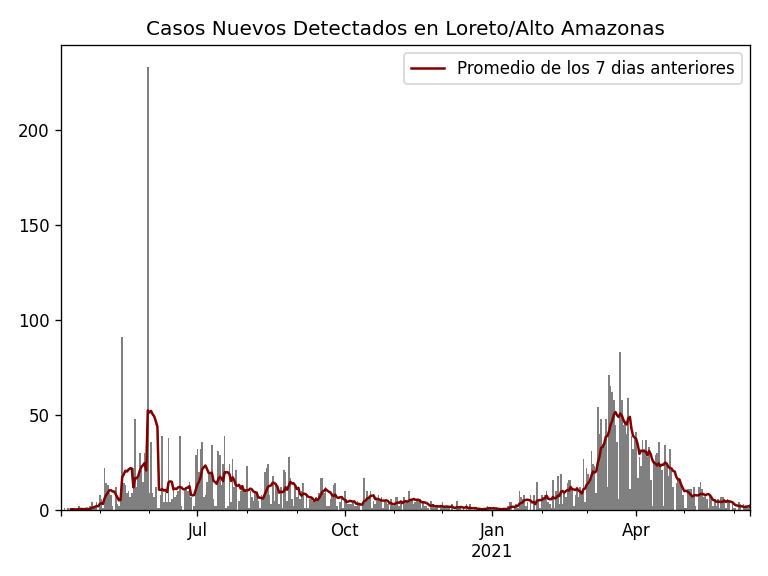 Casos Nuevos Detectados en Loreto/Alto Amazonas
Promedio de los 7 dias anteriores
200
150
100
50
0
Jul
Oct
Jan
2021
Apr